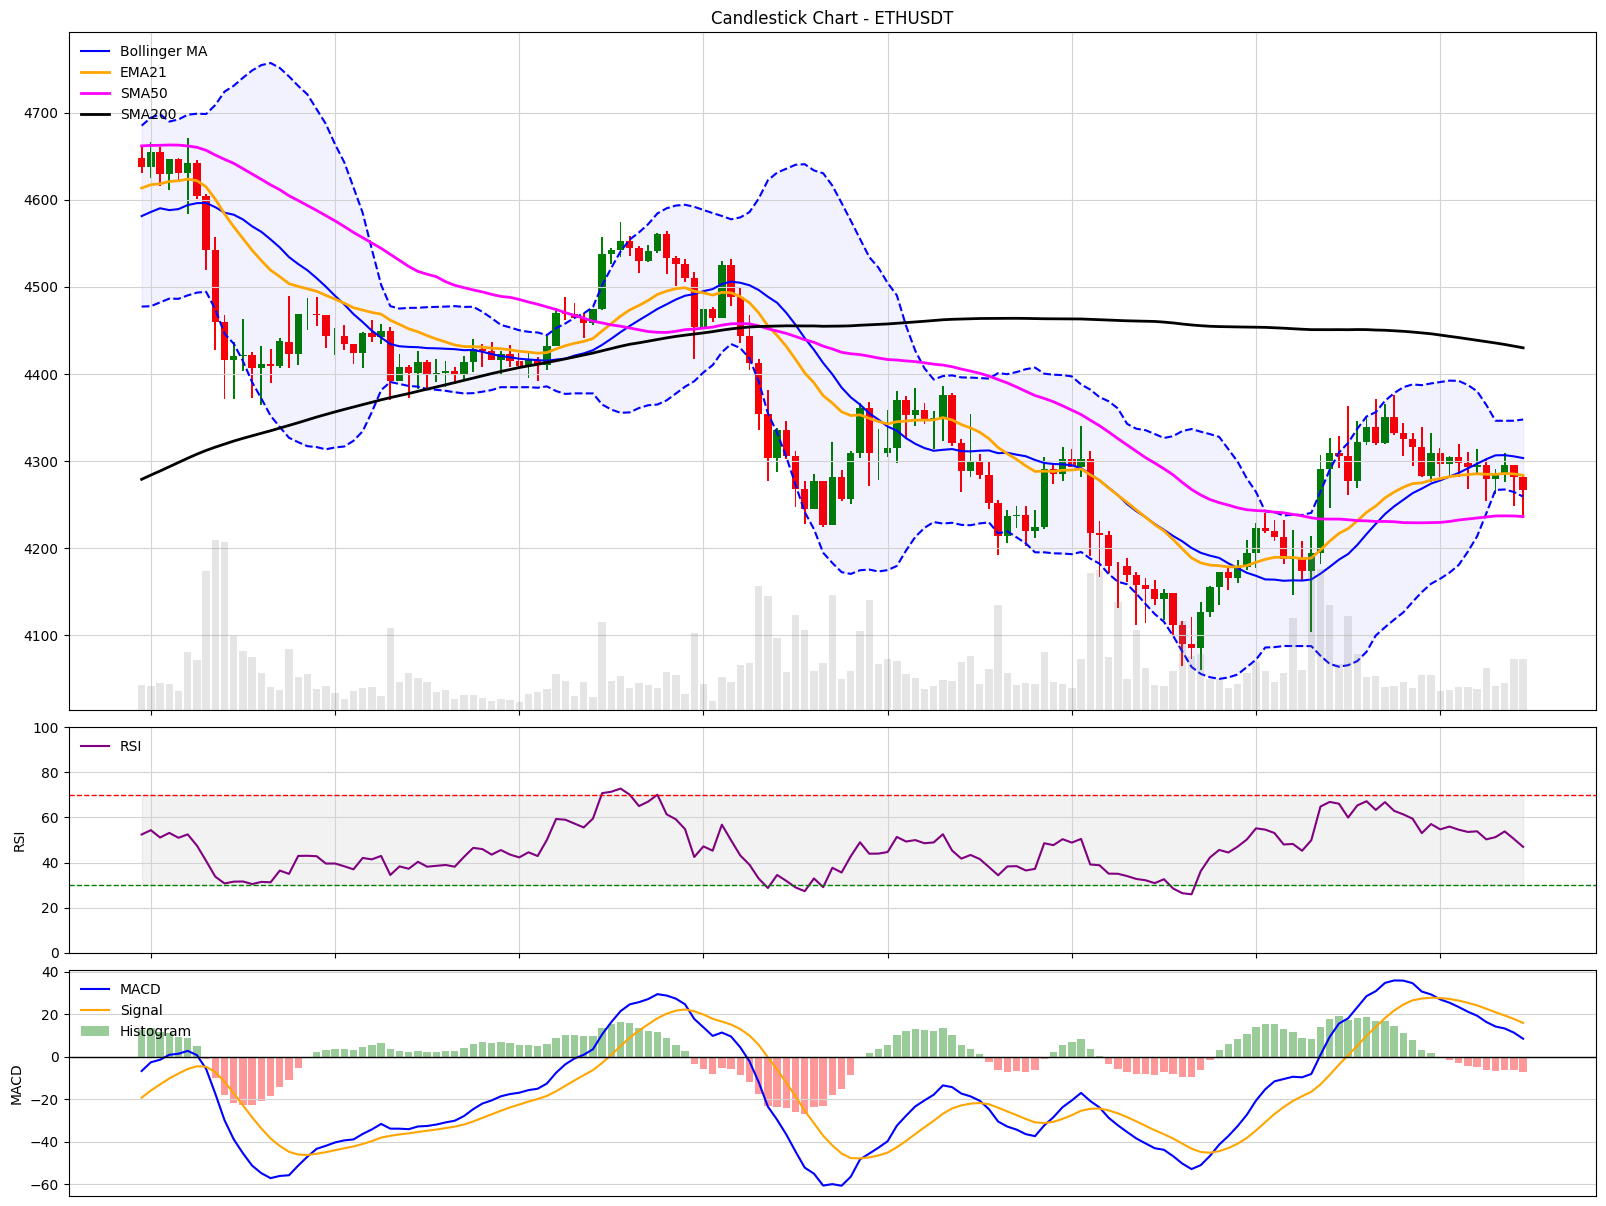 Candlestick Chart - ETHUSDT
Bollinger MA
EMA21
SMA50
SMA200
4700
4600
4500
4400
4300
4200
4100
RSI
100
80
60
40
20
0
RSI
MACD
Signal
Histogram
40
20
0
−20
−40
−60
MACD